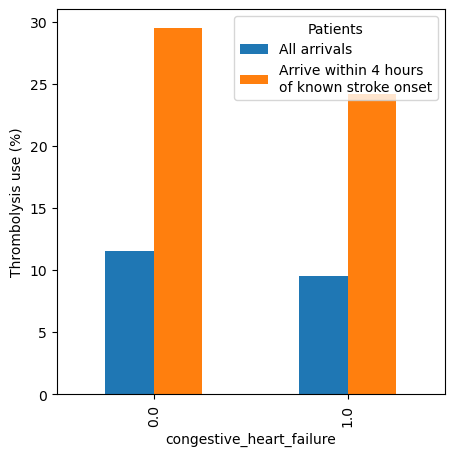 Patients
All arrivals
Arrive within 4 hours
of known stroke onset
30
25
20
15
10
5
0
Thrombolysis use (%)
0.0
1.0
congestive_heart_failure